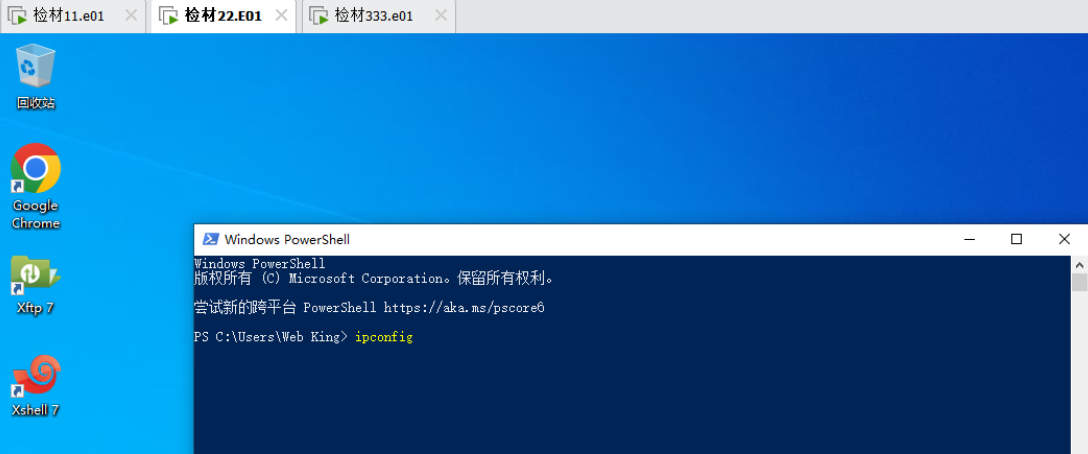 检材11.e01
检材22.E01
检材333.e01
回收站
Google
Chrome
Xftp 7
Xshell 7
Windows PowerShell
Windows PowerShell
版权所有 (C) Microsoft Corporation。保留所有权利。
尝试新的跨平台 PowerShell https://aka.ms/pscore6
PS C:\Users\Web King> ipconfig